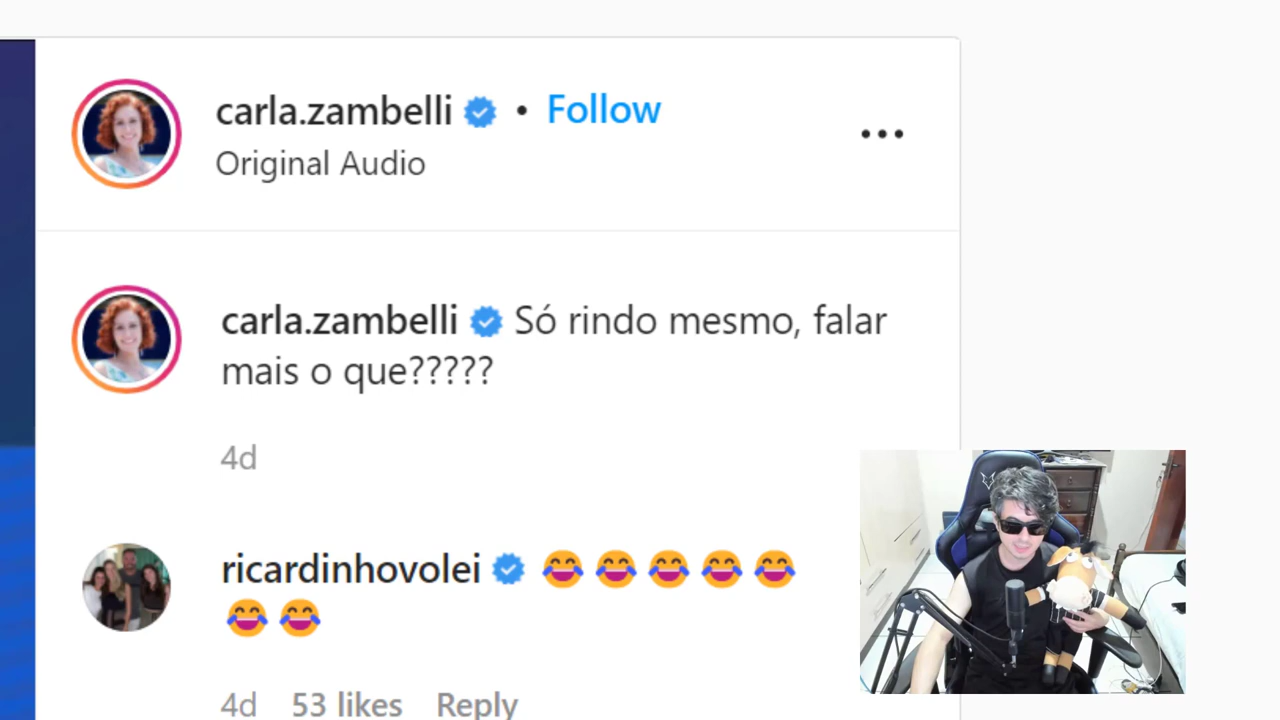 carla.zambelli • Follow
Original Audio
carla.zambelli Só rindo mesmo, falar
mais o que?????
4d
ricardinhovolei 😂😂😂😂😂
😂😂
4d 53 likes Reply